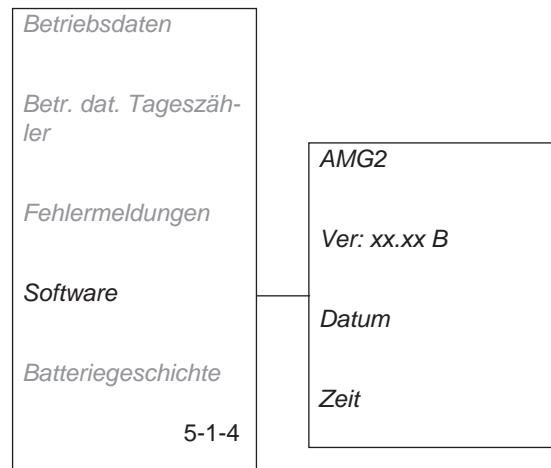 Betriebsdaten
Betr. dat. Tageszäh-
ler
Fehlermeldungen
Software
Batteriegeschichte
5-1-4
AMG2
Ver: xx.xx B
Datum
Zeit